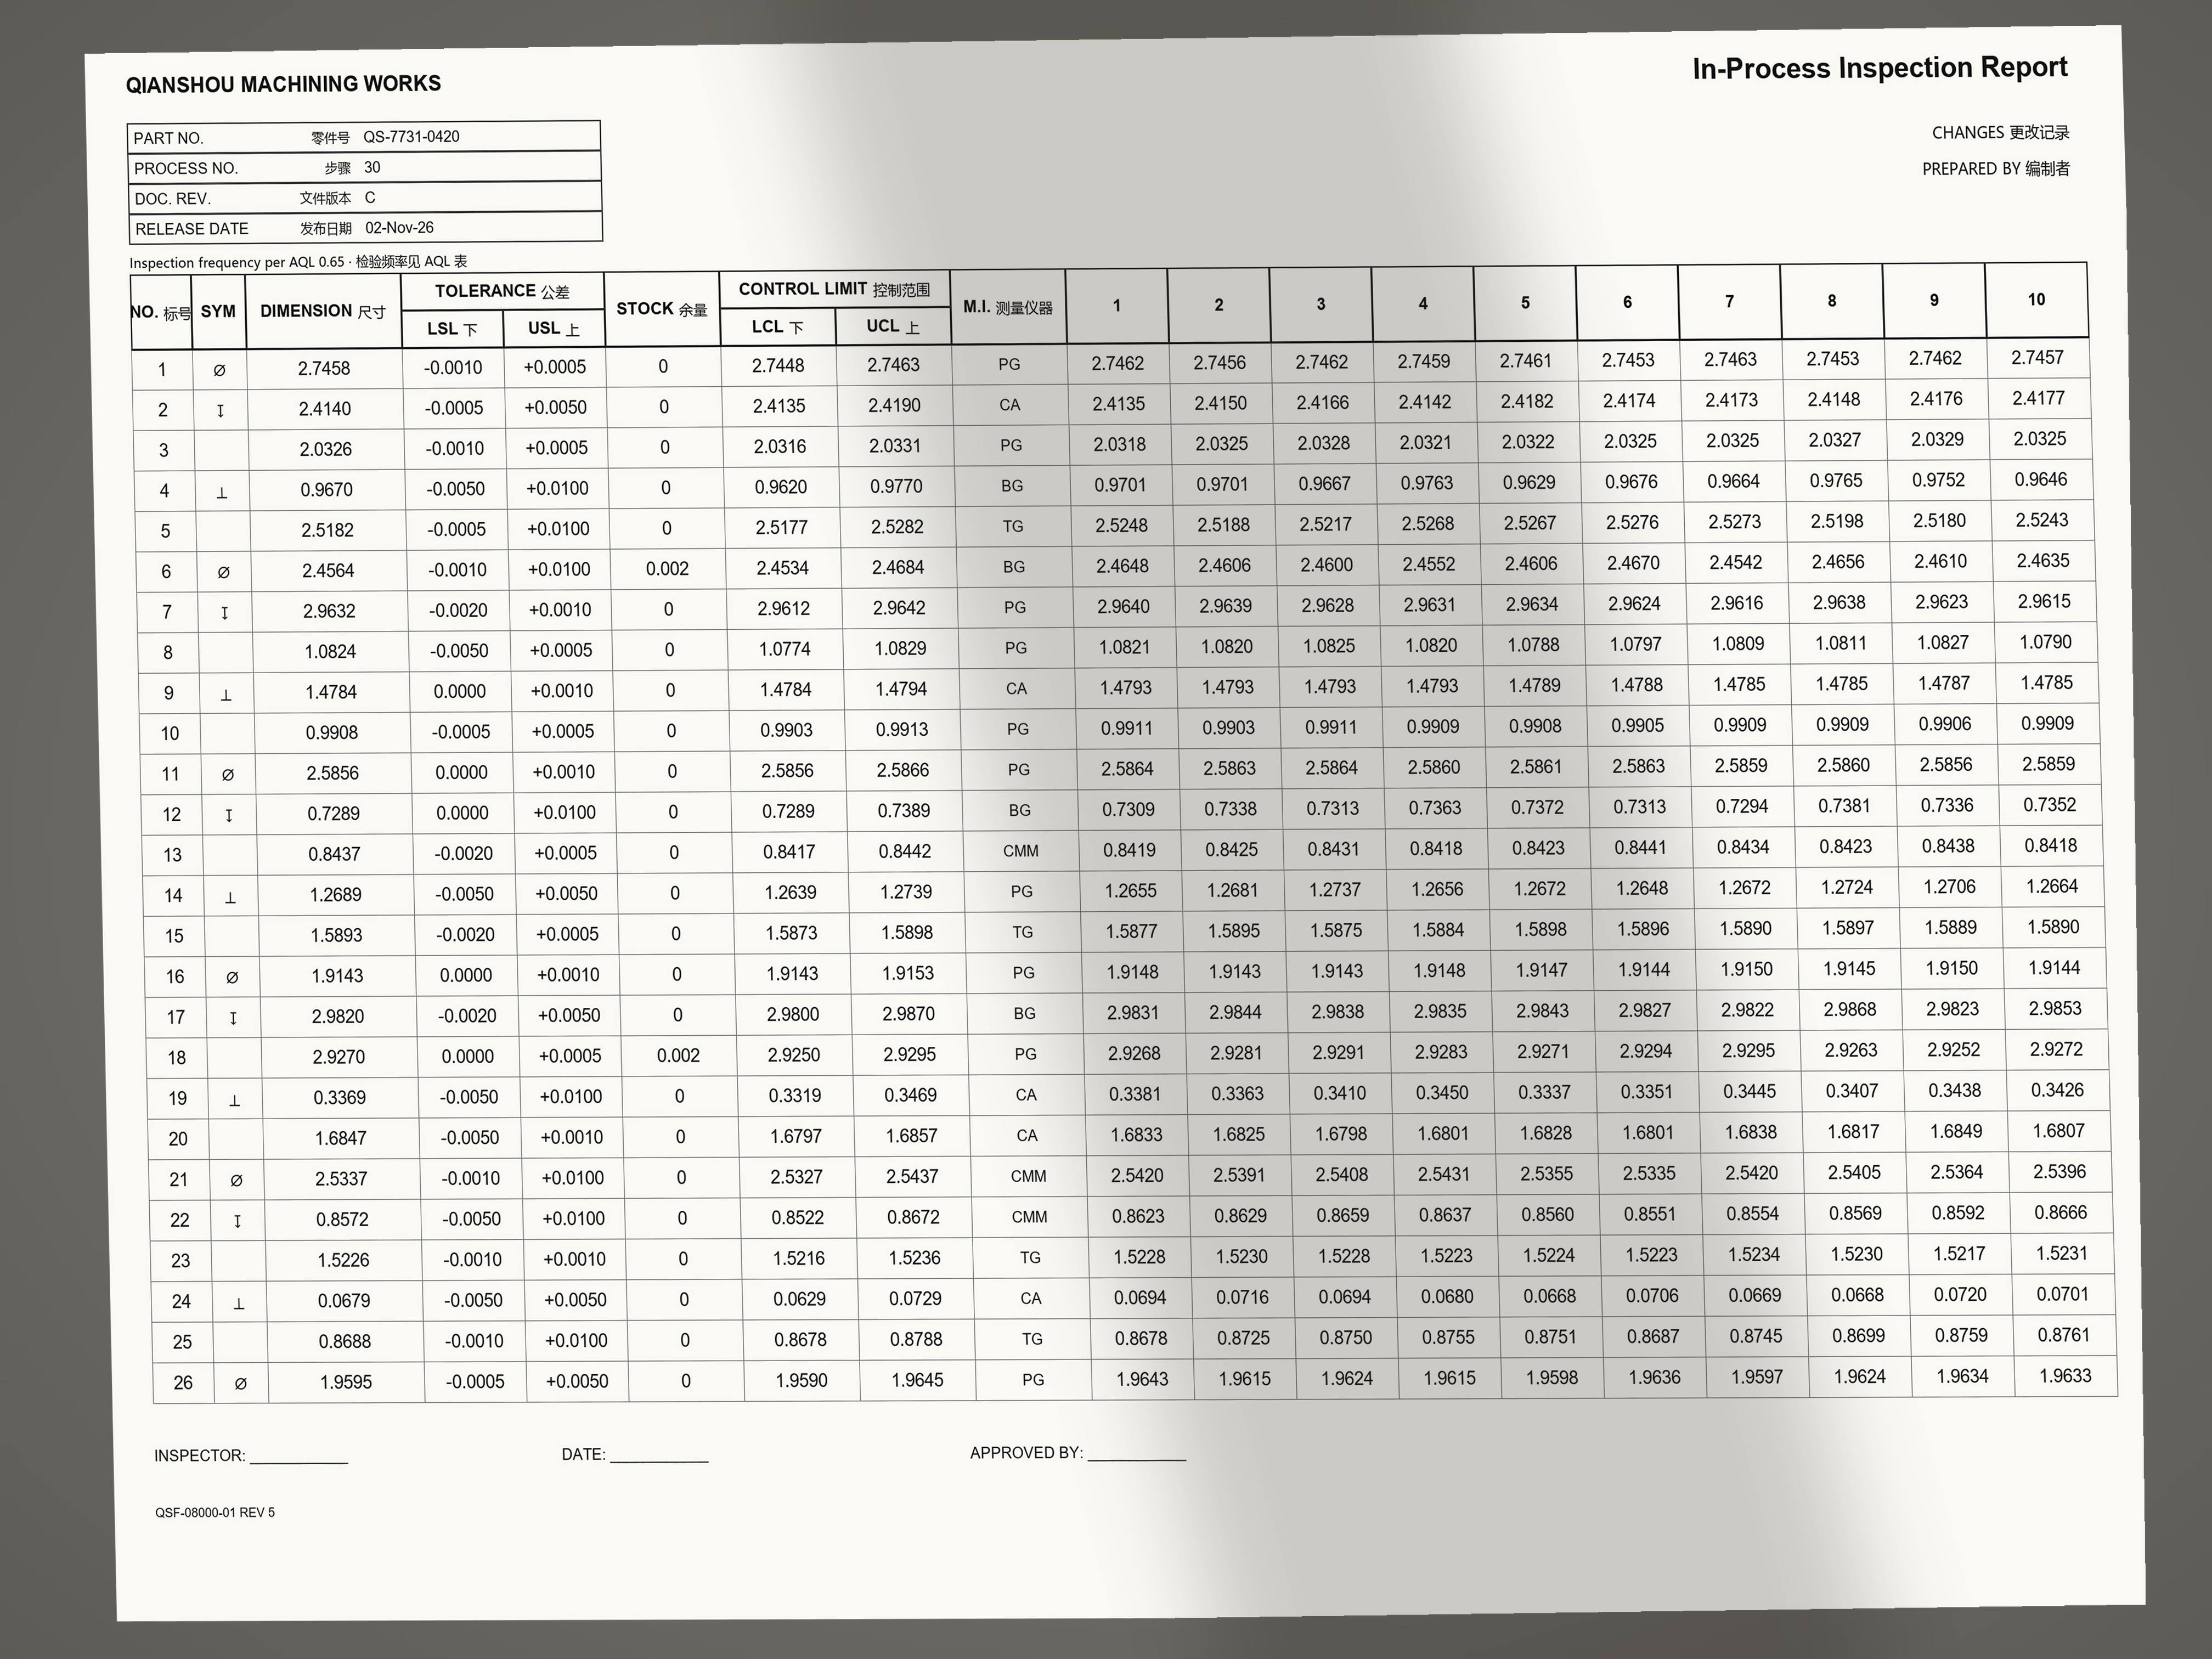 QIANSHOU MACHINING WORKS
In-Process Inspection Report
PART NO. 零件号 QS-7731-0420
PROCESS NO. 步骤 30
DOC. REV. 文件版本 C
RELEASE DATE 发布日期 02-Nov-26
CHANGES 更改记录
PREPARED BY 编制者
Inspection frequency per AQL 0.65 · 检验频率见 AQL 表
NO. 标号 SYM DIMENSION 尺寸 TOLERANCE 公差 STOCK 余量 CONTROL LIMIT 控制范围 M.I. 测量仪器 1 2 3 4 5 6 7 8 9 10
LSL 下 USL 上 LCL 下 UCL 上
1 ∅ 2.7458 -0.0010 +0.0005 0 2.7448 2.7463 PG 2.7462 2.7456 2.7462 2.7459 2.7461 2.7453 2.7463 2.7453 2.7462 2.7457
2 ↧ 2.4140 -0.0005 +0.0050 0 2.4135 2.4190 CA 2.4135 2.4150 2.4166 2.4142 2.4182 2.4174 2.4173 2.4148 2.4176 2.4177
3 2.0326 -0.0010 +0.0005 0 2.0316 2.0331 PG 2.0318 2.0325 2.0328 2.0321 2.0322 2.0325 2.0325 2.0327 2.0329 2.0325
4 ⊥ 0.9670 -0.0050 +0.0100 0 0.9620 0.9770 BG 0.9701 0.9701 0.9667 0.9763 0.9629 0.9676 0.9664 0.9765 0.9752 0.9646
5 2.5182 -0.0005 +0.0100 0 2.5177 2.5282 TG 2.5248 2.5188 2.5217 2.5268 2.5267 2.5276 2.5273 2.5198 2.5180 2.5243
6 ∅ 2.4564 -0.0010 +0.0100 0.002 2.4534 2.4684 BG 2.4648 2.4606 2.4600 2.4552 2.4606 2.4670 2.4542 2.4656 2.4610 2.4635
7 ↧ 2.9632 -0.0020 +0.0010 0 2.9612 2.9642 PG 2.9640 2.9639 2.9628 2.9631 2.9634 2.9624 2.9616 2.9638 2.9623 2.9615
8 1.0824 -0.0050 +0.0005 0 1.0774 1.0829 PG 1.0821 1.0820 1.0825 1.0820 1.0788 1.0797 1.0809 1.0811 1.0827 1.0790
9 ⊥ 1.4784 0.0000 +0.0010 0 1.4784 1.4794 CA 1.4793 1.4793 1.4793 1.4793 1.4789 1.4788 1.4785 1.4785 1.4787 1.4785
10 0.9908 -0.0005 +0.0005 0 0.9903 0.9913 PG 0.9911 0.9903 0.9911 0.9909 0.9908 0.9905 0.9909 0.9909 0.9906 0.9909
11 ∅ 2.5856 0.0000 +0.0010 0 2.5856 2.5866 PG 2.5864 2.5863 2.5864 2.5860 2.5861 2.5863 2.5859 2.5860 2.5856 2.5859
12 ↧ 0.7289 0.0000 +0.0100 0 0.7289 0.7389 BG 0.7309 0.7338 0.7313 0.7363 0.7372 0.7313 0.7294 0.7381 0.7336 0.7352
13 0.8437 -0.0020 +0.0005 0 0.8417 0.8442 CMM 0.8419 0.8425 0.8431 0.8418 0.8423 0.8441 0.8434 0.8423 0.8438 0.8418
14 ⊥ 1.2689 -0.0050 +0.0050 0 1.2639 1.2739 PG 1.2655 1.2681 1.2737 1.2656 1.2672 1.2648 1.2672 1.2724 1.2706 1.2664
15 1.5893 -0.0020 +0.0005 0 1.5873 1.5898 TG 1.5877 1.5895 1.5875 1.5884 1.5898 1.5896 1.5890 1.5897 1.5889 1.5890
16 ∅ 1.9143 0.0000 +0.0010 0 1.9143 1.9153 PG 1.9148 1.9143 1.9143 1.9148 1.9147 1.9144 1.9150 1.9145 1.9150 1.9144
17 ↧ 2.9820 -0.0020 +0.0050 0 2.9800 2.9870 BG 2.9831 2.9844 2.9838 2.9835 2.9843 2.9827 2.9822 2.9868 2.9823 2.9853
18 2.9270 0.0000 +0.0005 0.002 2.9250 2.9295 PG 2.9268 2.9281 2.9291 2.9283 2.9271 2.9294 2.9295 2.9263 2.9252 2.9272
19 ⊥ 0.3369 -0.0050 +0.0100 0 0.3319 0.3469 CA 0.3381 0.3363 0.3410 0.3450 0.3337 0.3351 0.3445 0.3407 0.3438 0.3426
20 1.6847 -0.0050 +0.0010 0 1.6797 1.6857 CA 1.6833 1.6825 1.6798 1.6801 1.6828 1.6801 1.6838 1.6817 1.6849 1.6807
21 ∅ 2.5337 -0.0010 +0.0100 0 2.5327 2.5437 CMM 2.5420 2.5391 2.5408 2.5431 2.5355 2.5335 2.5420 2.5405 2.5364 2.5396
22 ↧ 0.8572 -0.0050 +0.0100 0 0.8522 0.8672 CMM 0.8623 0.8629 0.8659 0.8637 0.8560 0.8551 0.8554 0.8569 0.8592 0.8666
23 1.5226 -0.0010 +0.0010 0 1.5216 1.5236 TG 1.5228 1.5230 1.5228 1.5223 1.5224 1.5223 1.5234 1.5230 1.5217 1.5231
24 ⊥ 0.0679 -0.0050 +0.0050 0 0.0629 0.0729 CA 0.0694 0.0716 0.0694 0.0680 0.0668 0.0706 0.0669 0.0668 0.0720 0.0701
25 0.8688 -0.0010 +0.0100 0 0.8678 0.8788 TG 0.8678 0.8725 0.8750 0.8755 0.8751 0.8687 0.8745 0.8699 0.8759 0.8761
26 ∅ 1.9595 -0.0005 +0.0050 0 1.9590 1.9645 PG 1.9643 1.9615 1.9624 1.9615 1.9598 1.9636 1.9597 1.9624 1.9634 1.9633
INSPECTOR: ____________ DATE: ____________ APPROVED BY: ____________
QSF-08000-01 REV 5